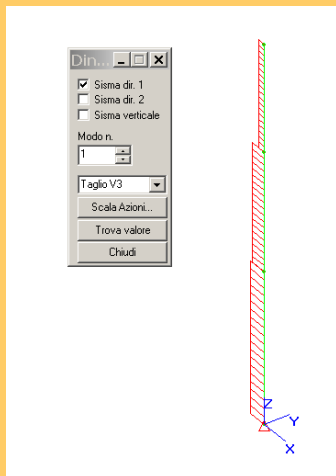 Din...
Sisma dir. 1
Sisma dir. 2
Sisma verticale
Modo n.
1
Taglio V3
Scala Azioni...
Trova valore
Chiudi
Z
Y
X